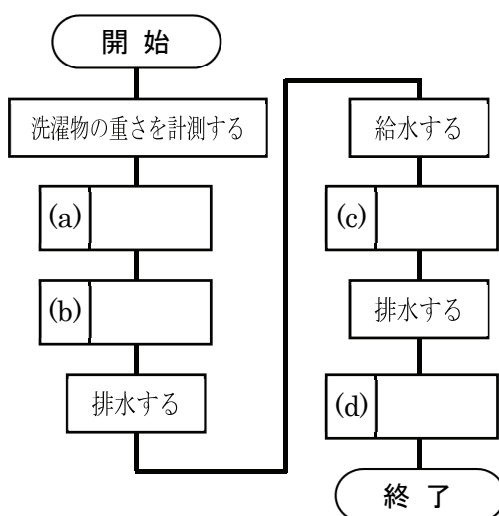 開始
洗濯物の重さを計測する
(a)
(b)
排水する
給水する
(c)
排水する
(d)
終了